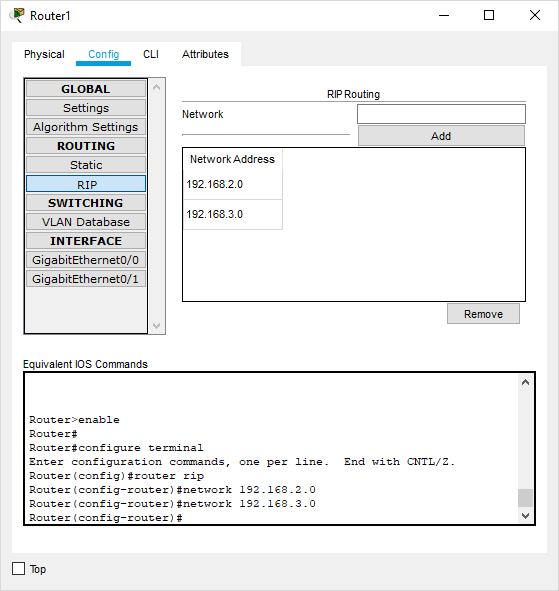 Router1
Physical Config CLI Attributes
GLOBAL
Settings
Algorithm Settings
ROUTING
Static
RIP
SWITCHING
VLAN Database
INTERFACE
GigabitEthernet0/0
GigabitEthernet0/1
RIP Routing
Network
Add
Network Address
192.168.2.0
192.168.3.0
Remove
Equivalent IOS Commands
Router>enable
Router#
Router#configure terminal
Enter configuration commands, one per line.  End with CNTL/Z.
Router(config)#router rip
Router(config-router)#network 192.168.2.0
Router(config-router)#network 192.168.3.0
Router(config-router)#
Top